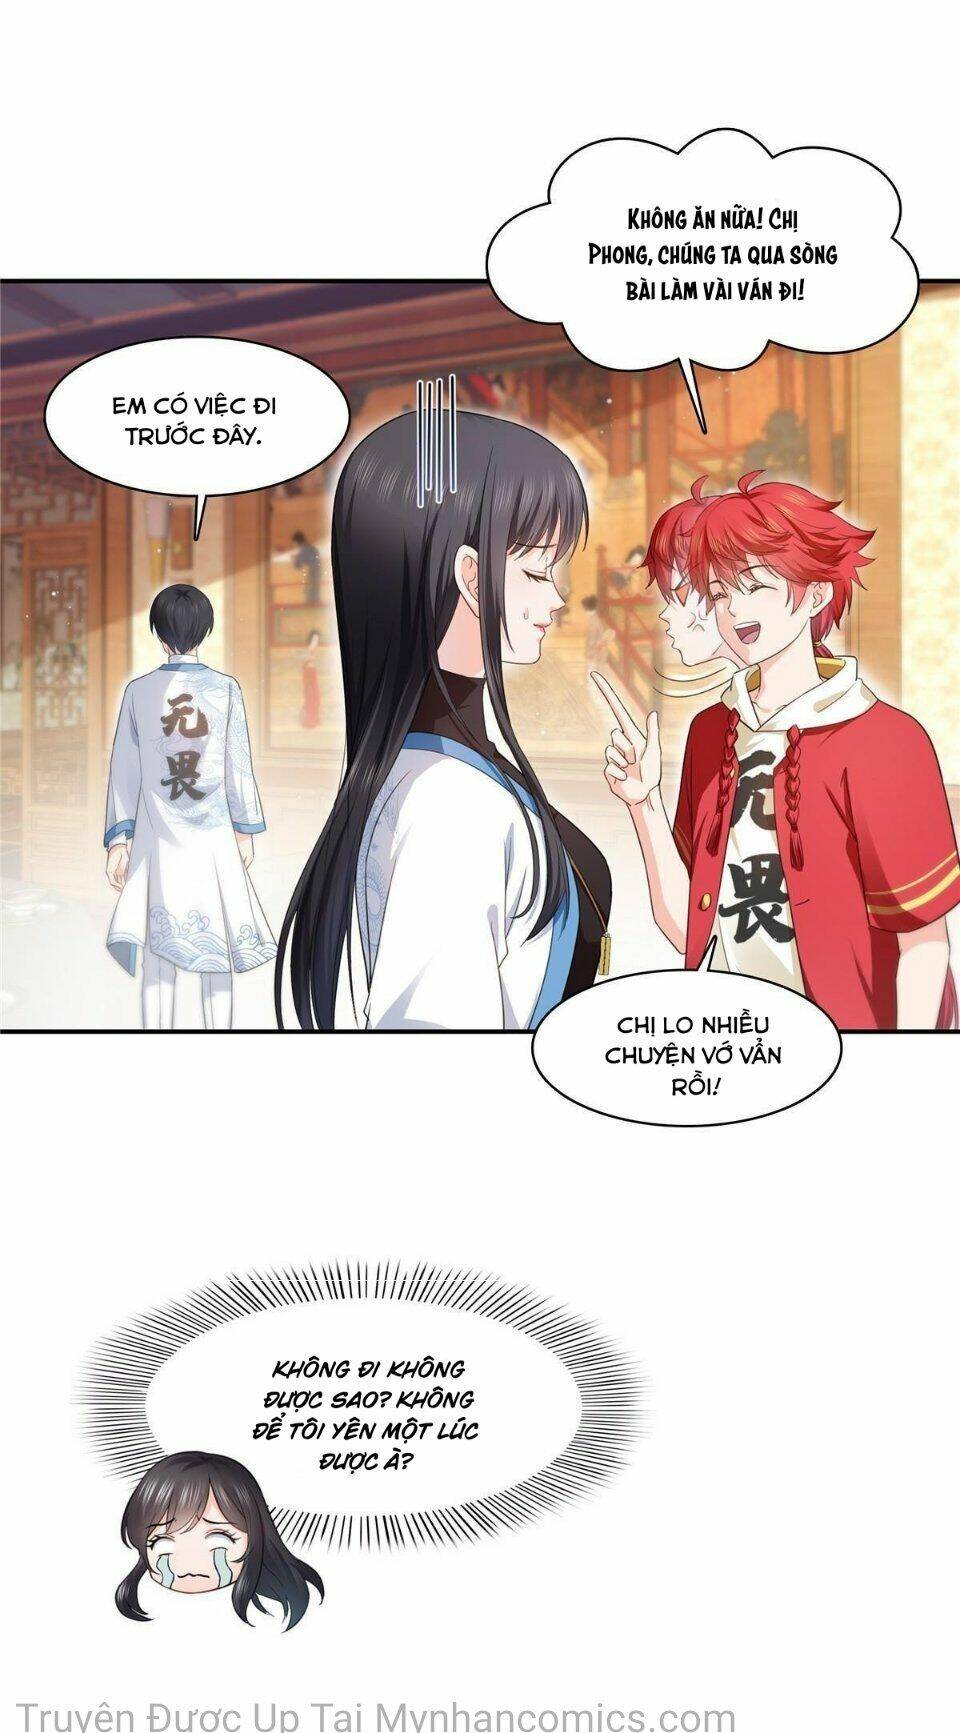 KHÔNG ĂN NỮA! CHỊ
PHONG, CHÚNG TA QUA SÒNG
BÀI LÀM VÀI VÁN ĐI!
EM CÓ VIỆC ĐI
TRƯỚC ĐÂY.
无
畏
无
畏
CHỊ LO NHIỀU
CHUYỆN VỚ VẨN
RỒI!
KHÔNG ĐI KHÔNG
ĐƯỢC SAO? KHÔNG
ĐỂ TÔI YÊN MỘT LÚC
ĐƯỢC À?
Truyện Được Up Tại Mynhancomics.com